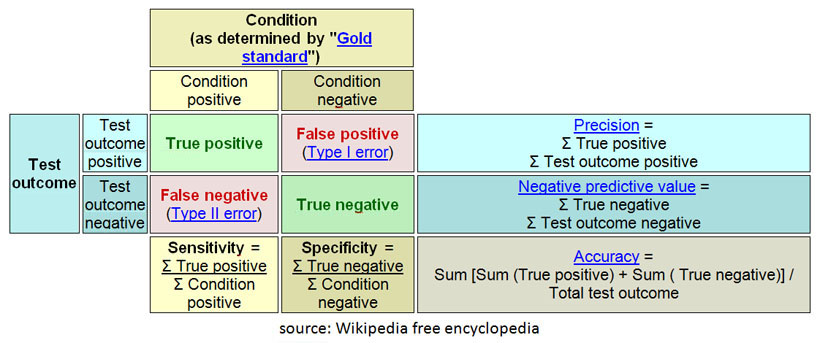 Condition
(as determined by "Gold
standard")
Condition
positive
Condition
negative
Test
outcome
Test
outcome
positive
True positive
False positive
(Type I error)
Precision =
Σ True positive
Σ Test outcome positive
Test
outcome
negative
False negative
(Type II error)
True negative
Negative predictive value =
Σ True negative
Σ Test outcome negative
Sensitivity =
Σ True positive
Σ Condition
positive
Specificity =
Σ True negative
Σ Condition
negative
Accuracy =
Sum [Sum (True positive) + Sum ( True negative)] /
Total test outcome
source: Wikipedia free encyclopedia